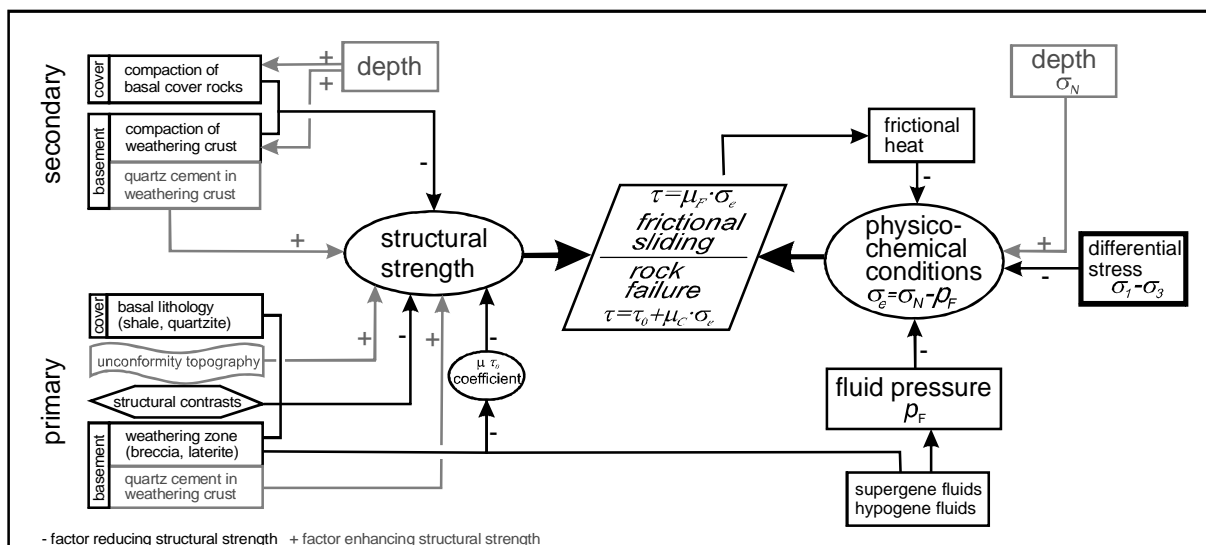 secondary
cover
compaction of
basal cover rocks
basement
compaction of
weathering crust
quartz cement in
weathering crust
+
+
depth
-
+
structural
strength
primary
cover
basal lithology
(shale, quartzite)
unconformity topography
structural contrasts
basement
weathering zone
(breccia, laterite)
quartz cement in
weathering crust
+
-
+
-
μ τ₀
coefficient
-
τ=μF·σe
frictional
sliding
rock
failure
τ=τ0+μC·σe
frictional
heat
-
depth
σN
physico-
chemical
conditions
σe=σN-pF
+
-
differential
stress
σ1-σ3
-
fluid pressure
pF
supergene fluids
hypogene fluids
- factor reducing structural strength + factor enhancing structural strength